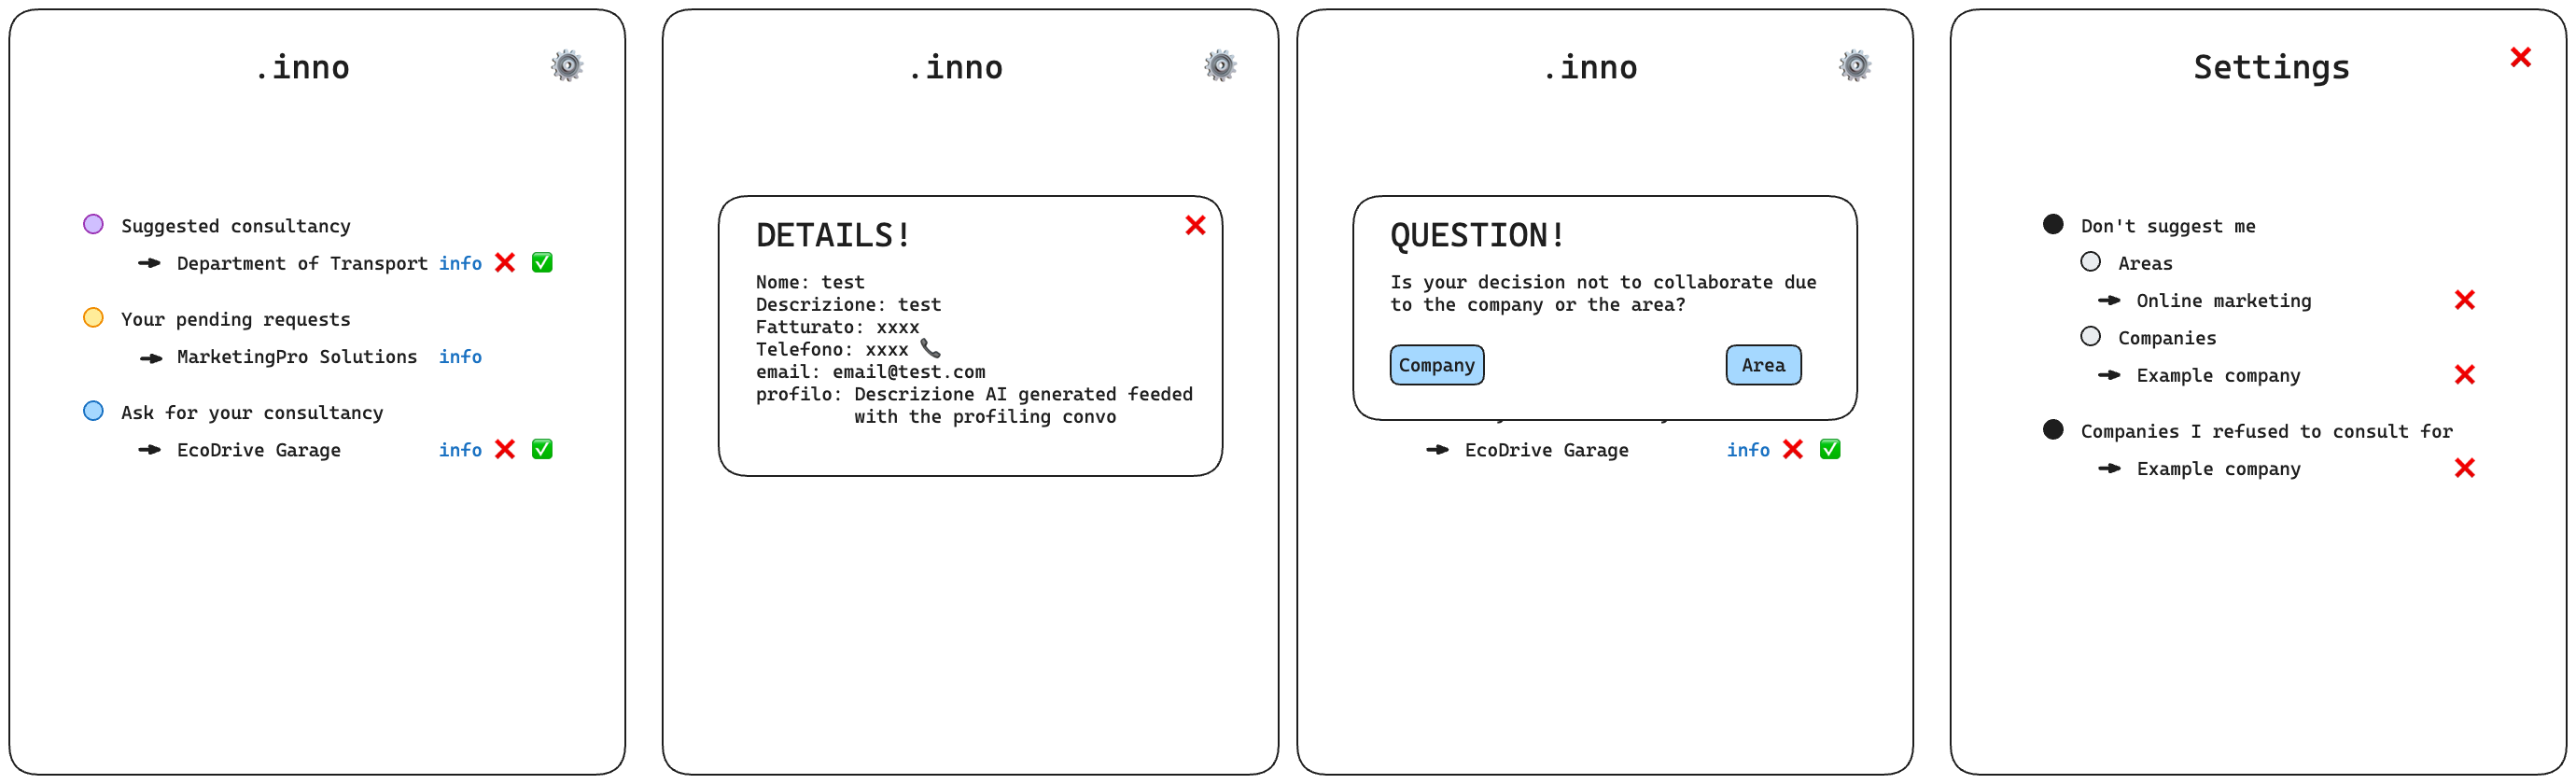 .inno
Suggested consultancy
Department of Transport info
Your pending requests
MarketingPro Solutions info
Ask for your consultancy
EcoDrive Garage info
.inno
DETAILS!
Nome: test
Descrizione: test
Fatturato: xxxx
Telefono: xxxx
email: email@test.com
profilo: Descrizione AI generated feeded
with the profiling convo
.inno
QUESTION!
Is your decision not to collaborate due
to the company or the area?
Company Area
EcoDrive Garage info
Settings
Don't suggest me
Areas
Online marketing
Companies
Example company
Companies I refused to consult for
Example company